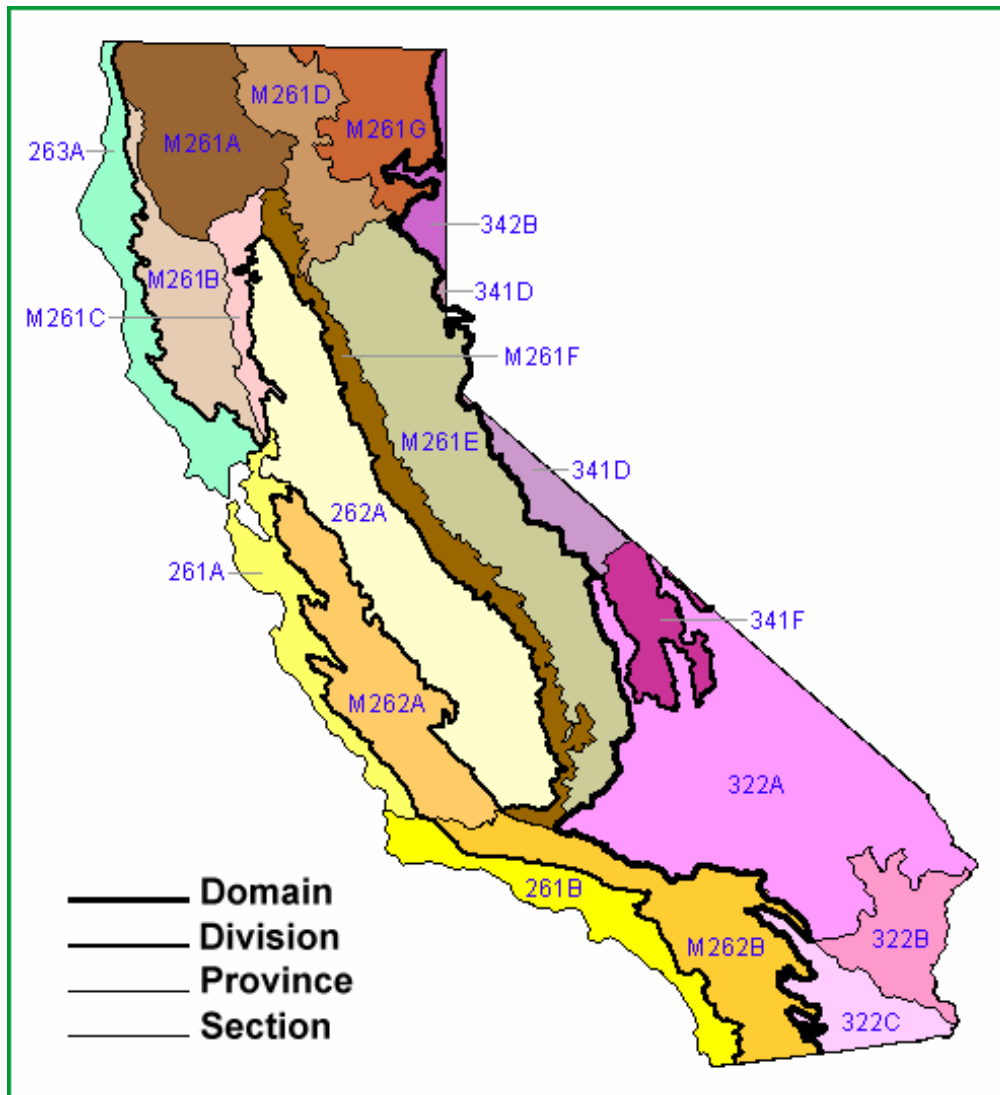 M261D
M261G
M261A
263A
342B
M261B
341D
M261C
M261F
M261E
341D
262A
261A
341F
M262A
322A
261B
322B
M262B
322C
Domain
Division
Province
Section